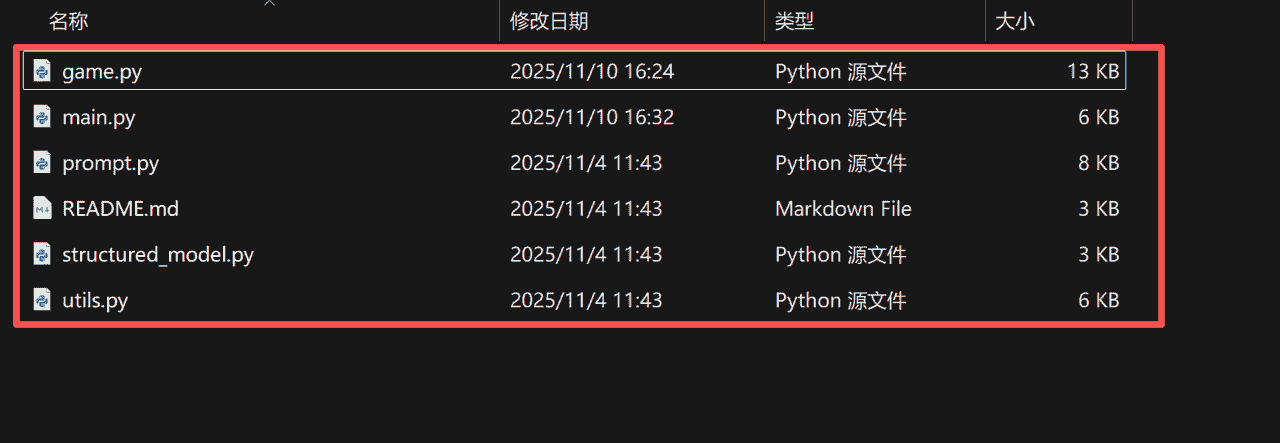 名称 修改日期 类型 大小
game.py 2025/11/10 16:24 Python 源文件 13 KB
main.py 2025/11/10 16:32 Python 源文件 6 KB
prompt.py 2025/11/4 11:43 Python 源文件 8 KB
README.md 2025/11/4 11:43 Markdown File 3 KB
structured_model.py 2025/11/4 11:43 Python 源文件 3 KB
utils.py 2025/11/4 11:43 Python 源文件 6 KB